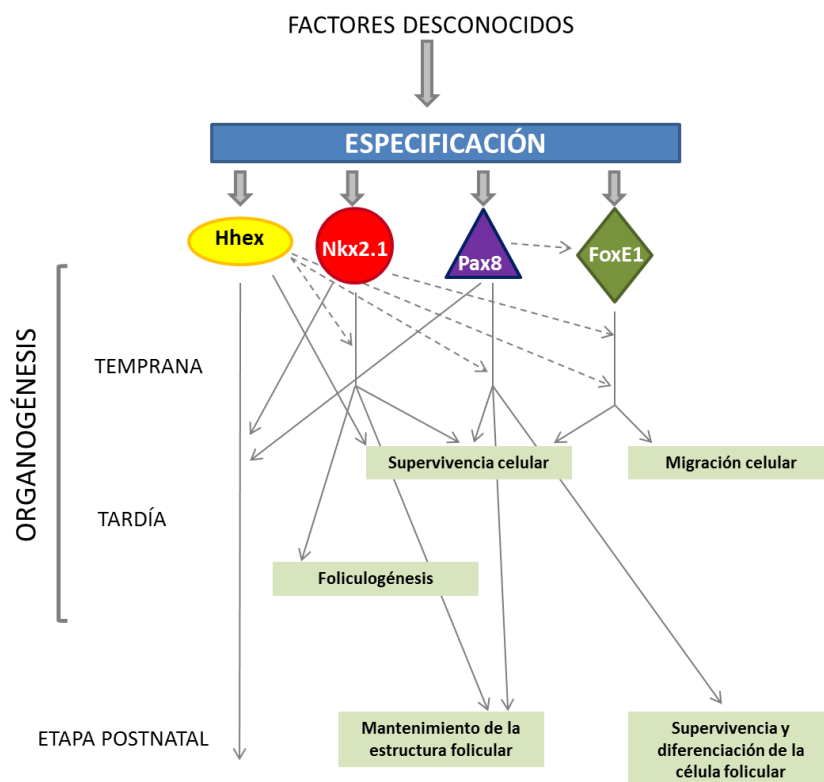 FACTORES DESCONOCIDOS
ESPECIFICACIÓN
Hhex
Nkx2.1
Pax8
FoxE1
ORGANOGÉNESIS
TEMPRANA
Supervivencia celular
Migración celular
TARDÍA
Foliculogénesis
ETAPA POSTNATAL
Mantenimiento de la
estructura folicular
Supervivencia y
diferenciación de la
célula folicular